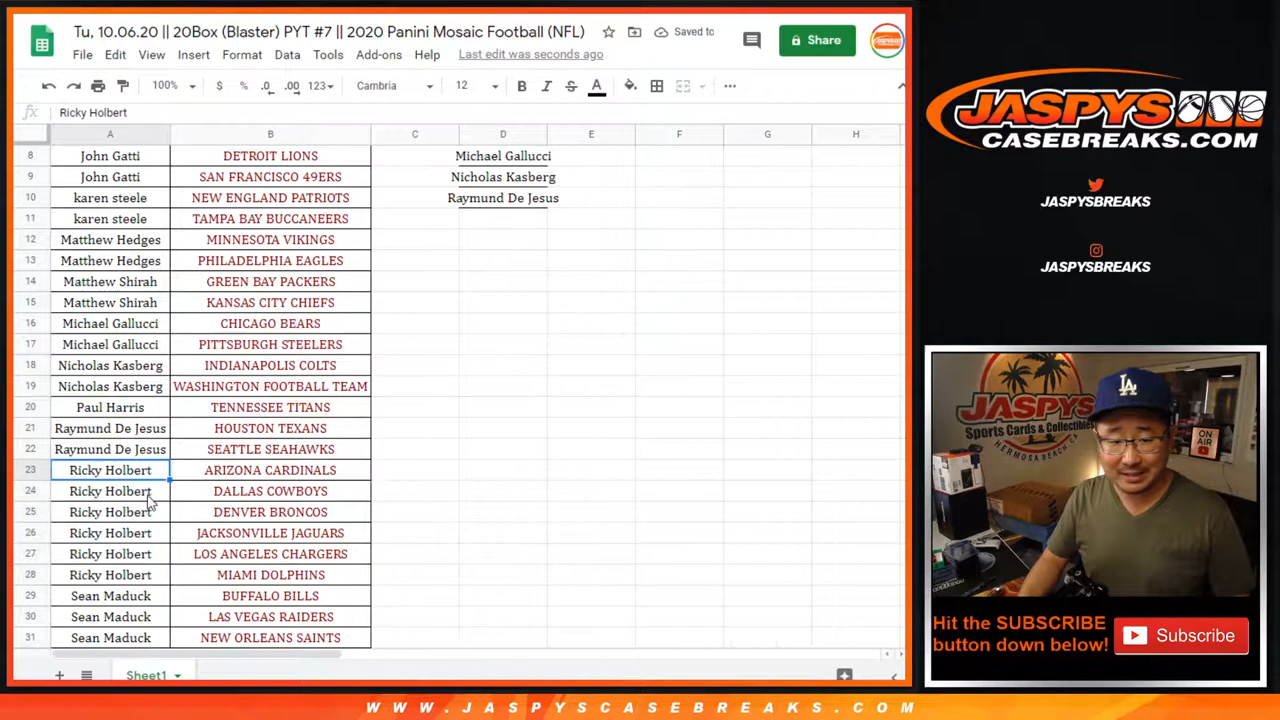 Tu, 10.06.20 || 20Box (Blaster) PYT #7 || 2020 Panini Mosaic Football (NFL)
Saved to
Share
File Edit View Insert Format Data Tools Add-ons Help Last edit was seconds ago
100% $ % .0 .00 123 Cambria 12 B I S A
fx Ricky Holbert
A B C D E F G H
8 John Gatti DETROIT LIONS Michael Gallucci
9 John Gatti SAN FRANCISCO 49ERS Nicholas Kasberg
10 karen steele NEW ENGLAND PATRIOTS Raymund De Jesus
11 karen steele TAMPA BAY BUCCANEERS
12 Matthew Hedges MINNESOTA VIKINGS
13 Matthew Hedges PHILADELPHIA EAGLES
14 Matthew Shirah GREEN BAY PACKERS
15 Matthew Shirah KANSAS CITY CHIEFS
16 Michael Gallucci CHICAGO BEARS
17 Michael Gallucci PITTSBURGH STEELERS
18 Nicholas Kasberg INDIANAPOLIS COLTS
19 Nicholas Kasberg WASHINGTON FOOTBALL TEAM
20 Paul Harris TENNESSEE TITANS
21 Raymund De Jesus HOUSTON TEXANS
22 Raymund De Jesus SEATTLE SEAHAWKS
23 Ricky Holbert ARIZONA CARDINALS
24 Ricky Holbert DALLAS COWBOYS
25 Ricky Holbert DENVER BRONCOS
26 Ricky Holbert JACKSONVILLE JAGUARS
27 Ricky Holbert LOS ANGELES CHARGERS
28 Ricky Holbert MIAMI DOLPHINS
29 Sean Maduck BUFFALO BILLS
30 Sean Maduck LAS VEGAS RAIDERS
31 Sean Maduck NEW ORLEANS SAINTS
Sheet1
JASPYS
CASEBREAKS.COM
JASPYSBREAKS
JASPYSBREAKS
JASPYS
Sports Cards & Collectibles
HERMOSA BEACH, CA
ON AIR
LA
Hit the SUBSCRIBE
button down below!
Subscribe
WWW.JASPYSCASEBREAKS.COM